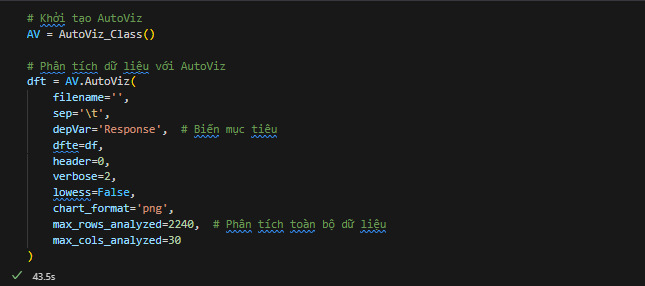 # Khởi tạo AutoViz
AV = AutoViz_Class()
# Phân tích dữ liệu với AutoViz
dft = AV.AutoViz(
filename='',
sep='\t',
depVar='Response',  # Biến mục tiêu
dfte=df,
header=0,
verbose=2,
lowess=False,
chart_format='png',
max_rows_analyzed=2240,  # Phân tích toàn bộ dữ liệu
max_cols_analyzed=30
)
43.5s